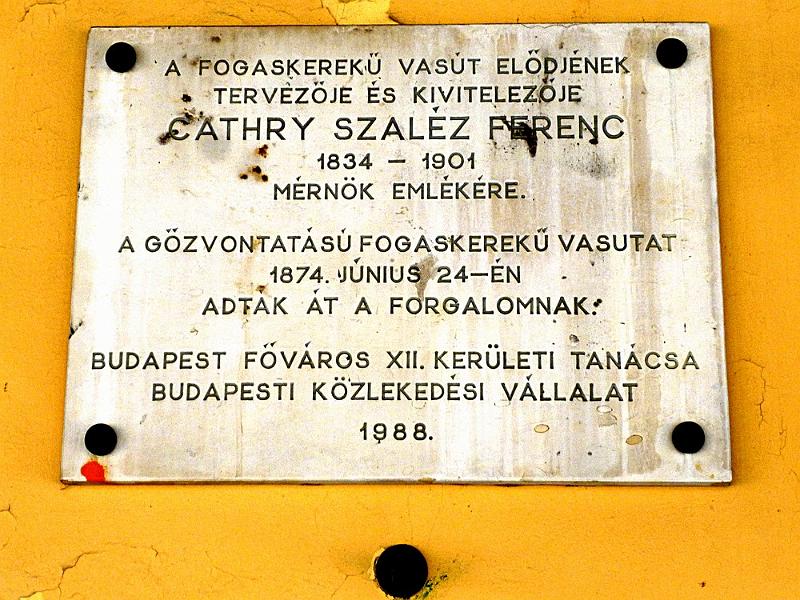 A FOGASKEREKŰ VASÚT ELŐDJÉNEK
TERVEZŐJE ÉS KIVITELEZŐJE
CATHRY SZALÉZ FERENC
1834 – 1901
MÉRNÖK EMLÉKÉRE.
A GŐZVONTATÁSÚ FOGASKEREKŰ VASUTAT
1874. JÚNIUS 24–ÉN
ADTÁK ÁT A FORGALOMNAK.
BUDAPEST FŐVÁROS XII. KERÜLETI TANÁCSA
BUDAPESTI KÖZLEKEDÉSI VÁLLALAT
1988.